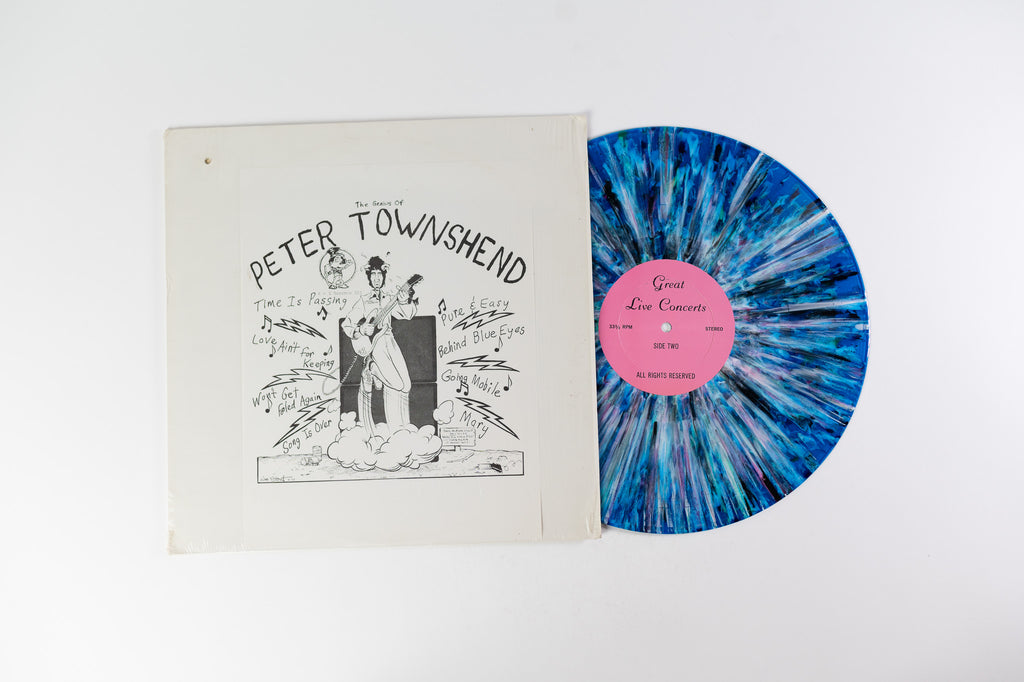 The Genius Of
PETER TOWNSHEND
Time Is Passing
Love Ain't
For
Keeping
Won't Get
Foled Again
Song Is Over
Pure & Easy
Behind Blue Eyes
Going Mobile
Mary
Great
Live Concerts
33⅓ RPM
STEREO
SIDE TWO
ALL RIGHTS RESERVED